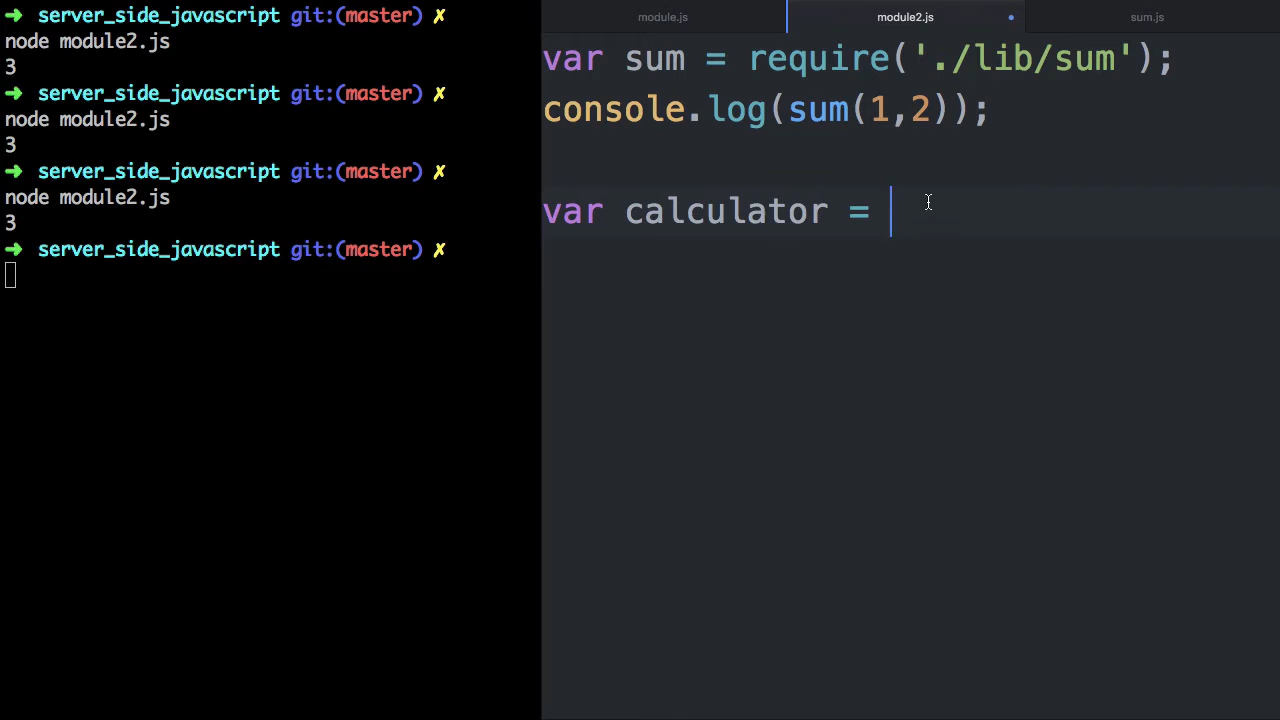 ➜ server_side_javascript git:(master) ✗
node module2.js
3
➜ server_side_javascript git:(master) ✗
node module2.js
3
➜ server_side_javascript git:(master) ✗
node module2.js
3
➜ server_side_javascript git:(master) ✗
module.js
module2.js
sum.js
var sum = require('./lib/sum');
console.log(sum(1,2));
var calculator =